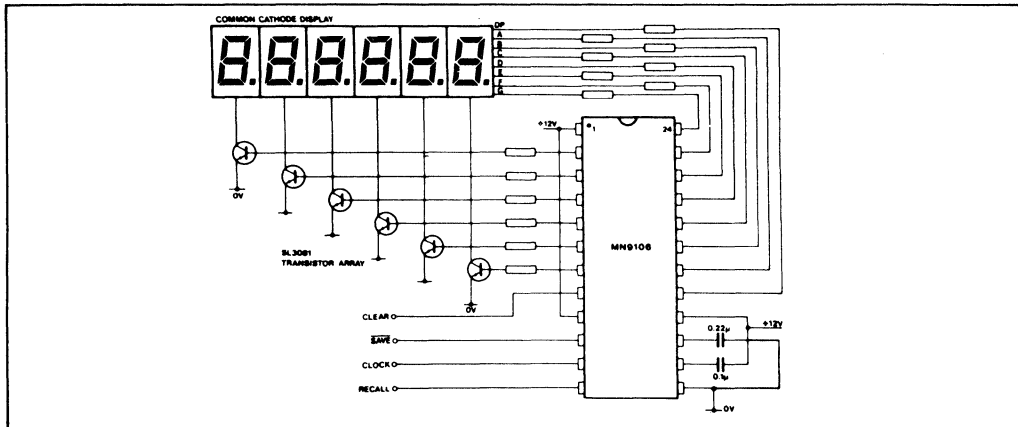 COMMON CATHODE DISPLAY
DP
A
B
C
D
E
F
G
+12V
1
24
0V
MN9106
SL3081
TRANSISTOR ARRAY
0V
CLEAR
SAVE
CLOCK
RECALL
0.22µ
+12V
0.1µ
0V